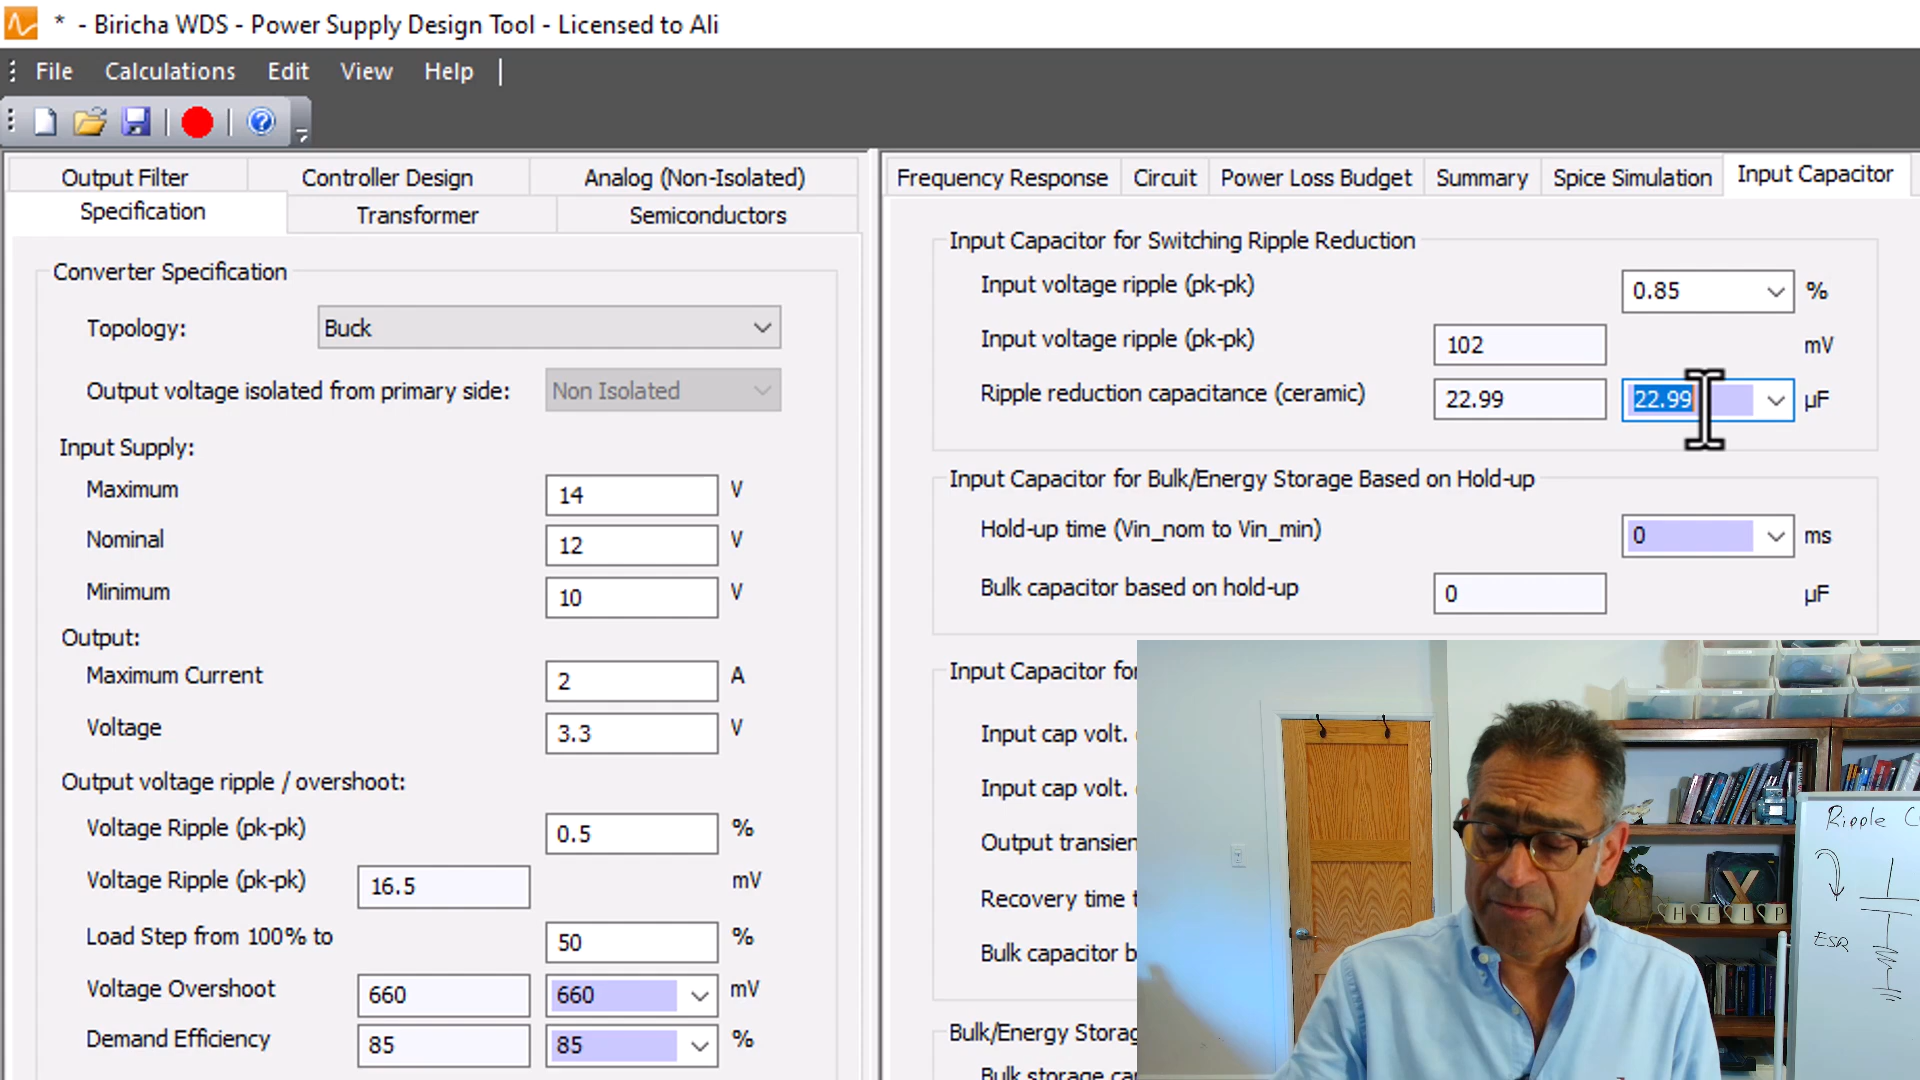 * - Biricha WDS - Power Supply Design Tool - Licensed to Ali
File Calculations Edit View Help
Output Filter Controller Design Analog (Non-Isolated)
Specification Transformer Semiconductors
Converter Specification
Topology: Buck
Output voltage isolated from primary side: Non Isolated
Input Supply:
Maximum 14 V
Nominal 12 V
Minimum 10 V
Output:
Maximum Current 2 A
Voltage 3.3 V
Output voltage ripple / overshoot:
Voltage Ripple (pk-pk) 0.5 %
Voltage Ripple (pk-pk) 16.5 mV
Load Step from 100% to 50 %
Voltage Overshoot 660 660 mV
Demand Efficiency 85 85 %
Frequency Response Circuit Power Loss Budget Summary Spice Simulation Input Capacitor
Input Capacitor for Switching Ripple Reduction
Input voltage ripple (pk-pk) 0.85 %
Input voltage ripple (pk-pk) 102 mV
Ripple reduction capacitance (ceramic) 22.99 22.99 µF
Input Capacitor for Bulk/Energy Storage Based on Hold-up
Hold-up time (Vin_nom to Vin_min) 0 ms
Bulk capacitor based on hold-up 0 µF
Input Capacitor for
Input cap volt.
Input cap volt.
Output transien
Recovery time t
Bulk capacitor b
Bulk/Energy Storag
Bulk storage ca
HELP
Ripple C
ESR